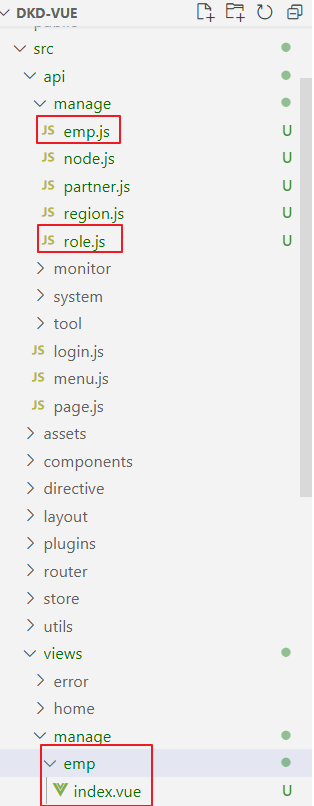 DKD-VUE
src
api
manage
JS emp.js U
JS node.js U
JS partner.js U
JS region.js U
JS role.js U
monitor
system
tool
JS login.js
JS menu.js
JS page.js
assets
components
directive
layout
plugins
router
store
utils
views
error
home
manage
emp
index.vue U